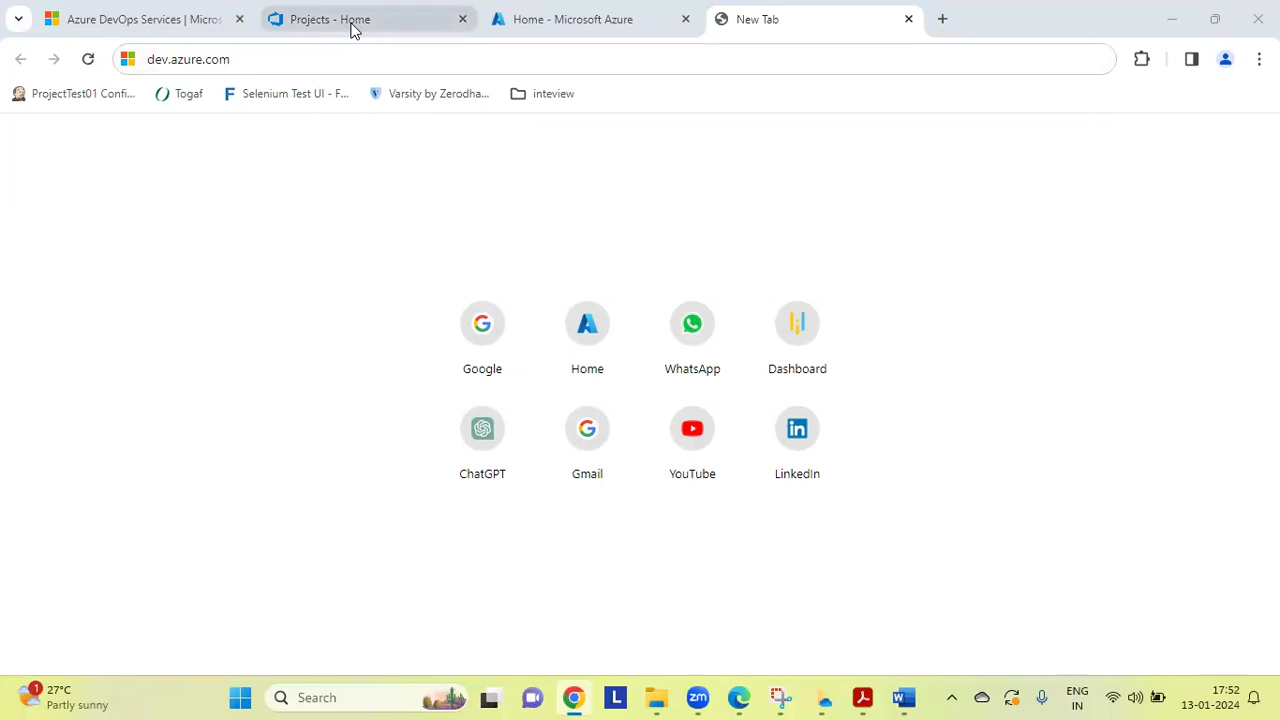 Azure DevOps Services | Micros
Projects - Home
Home - Microsoft Azure
New Tab
dev.azure.com
ProjectTest01 Confi...
Togaf
Selenium Test UI - F...
Varsity by Zerodha...
inteview
Google
Home
WhatsApp
Dashboard
ChatGPT
Gmail
YouTube
LinkedIn
1
27°C
Partly sunny
Search
L
zm
W
ENG
IN
17:52
13-01-2024